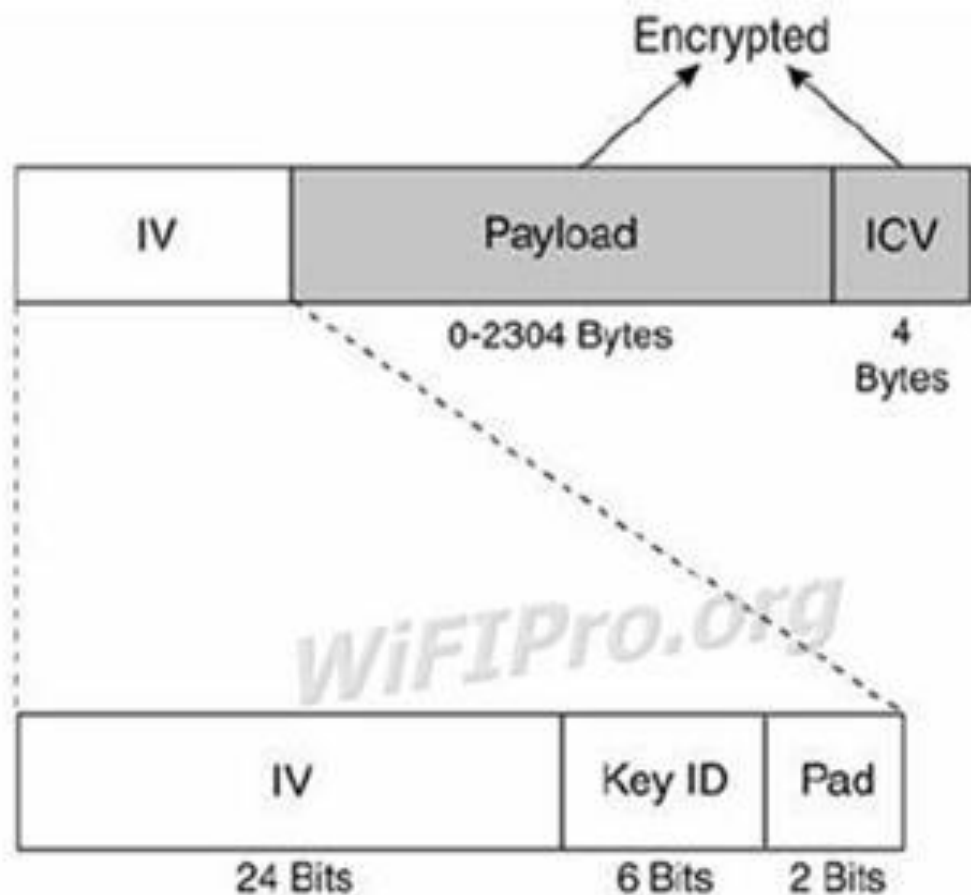 Encrypted
IV Payload ICV
0-2304 Bytes 4
Bytes
WiFIPro.org
IV Key ID Pad
24 Bits 6 Bits 2 Bits